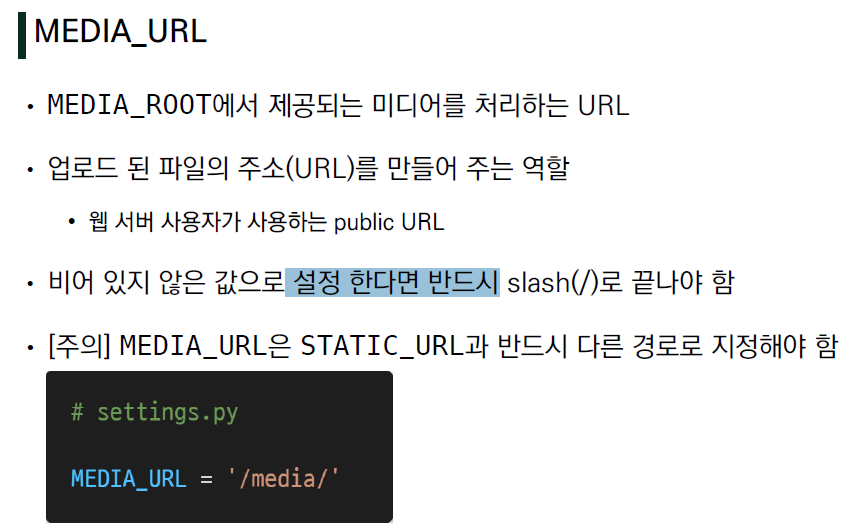 MEDIA_URL
• MEDIA_ROOT에서 제공되는 미디어를 처리하는 URL
• 업로드 된 파일의 주소(URL)를 만들어 주는 역할
• 웹 서버 사용자가 사용하는 public URL
• 비어 있지 않은 값으로 설정 한다면 반드시 slash(/)로 끝나야 함
• [주의] MEDIA_URL은 STATIC_URL과 반드시 다른 경로로 지정해야 함
# settings.py
MEDIA_URL = '/media/'